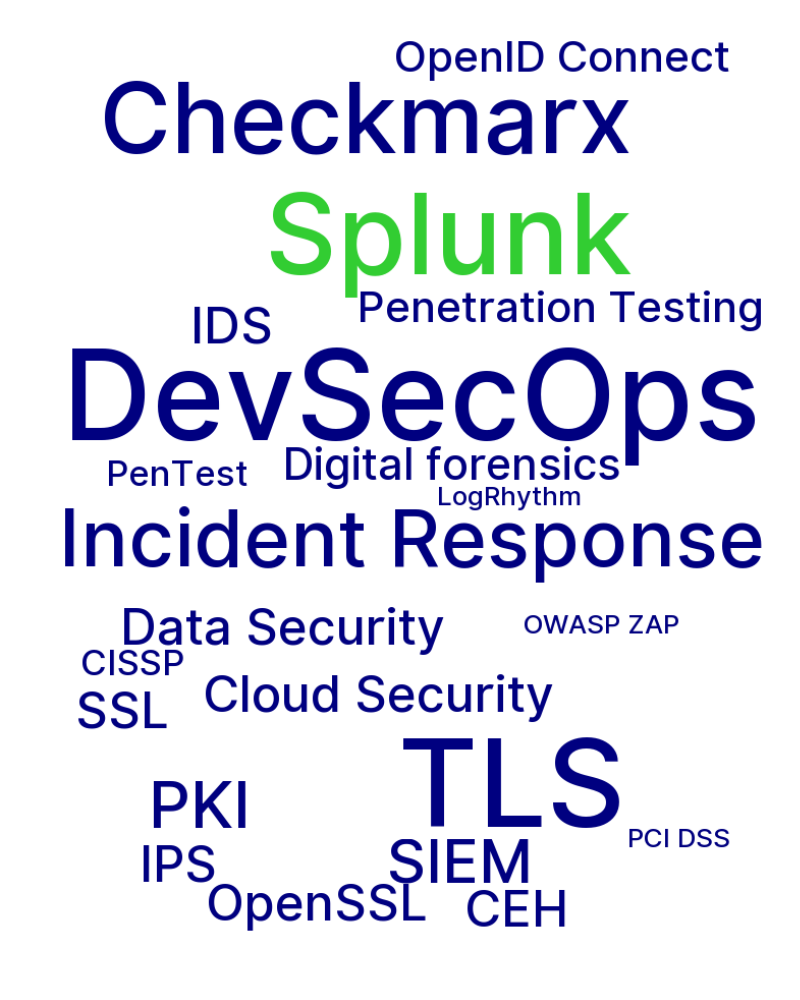 OpenID Connect
Checkmarx
Splunk
Penetration Testing
IDS
DevSecOps
Digital forensics
PenTest
LogRhythm
Incident Response
Data Security
OWASP ZAP
CISSP
Cloud Security
SSL
TLS
PKI
PCI DSS
SIEM
IPS
OpenSSL
CEH